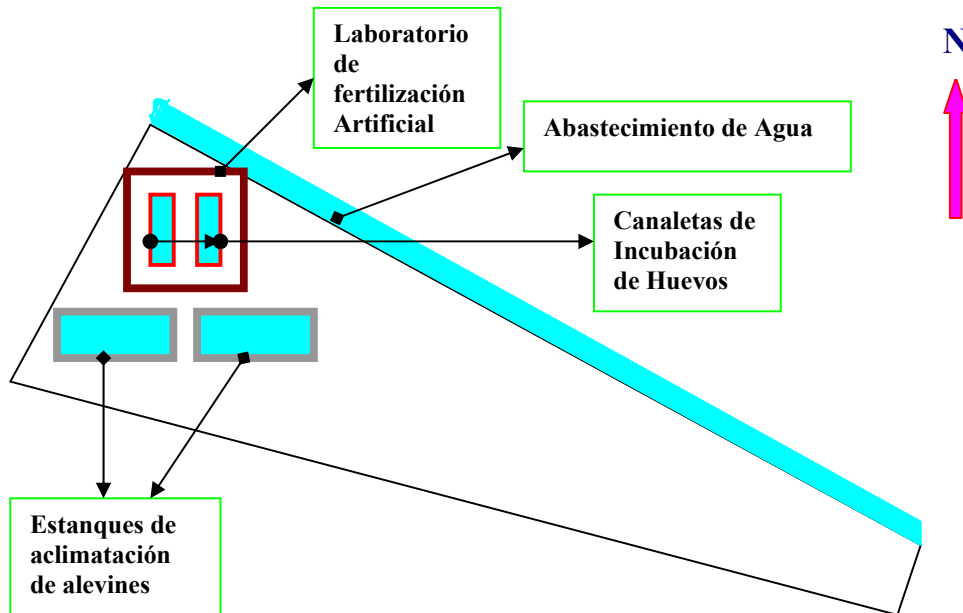 Laboratorio
de
fertilización
Artificial
N
Abastecimiento de Agua
Canaletas de
Incubación
de Huevos
Estanques de
aclimatación
de alevines